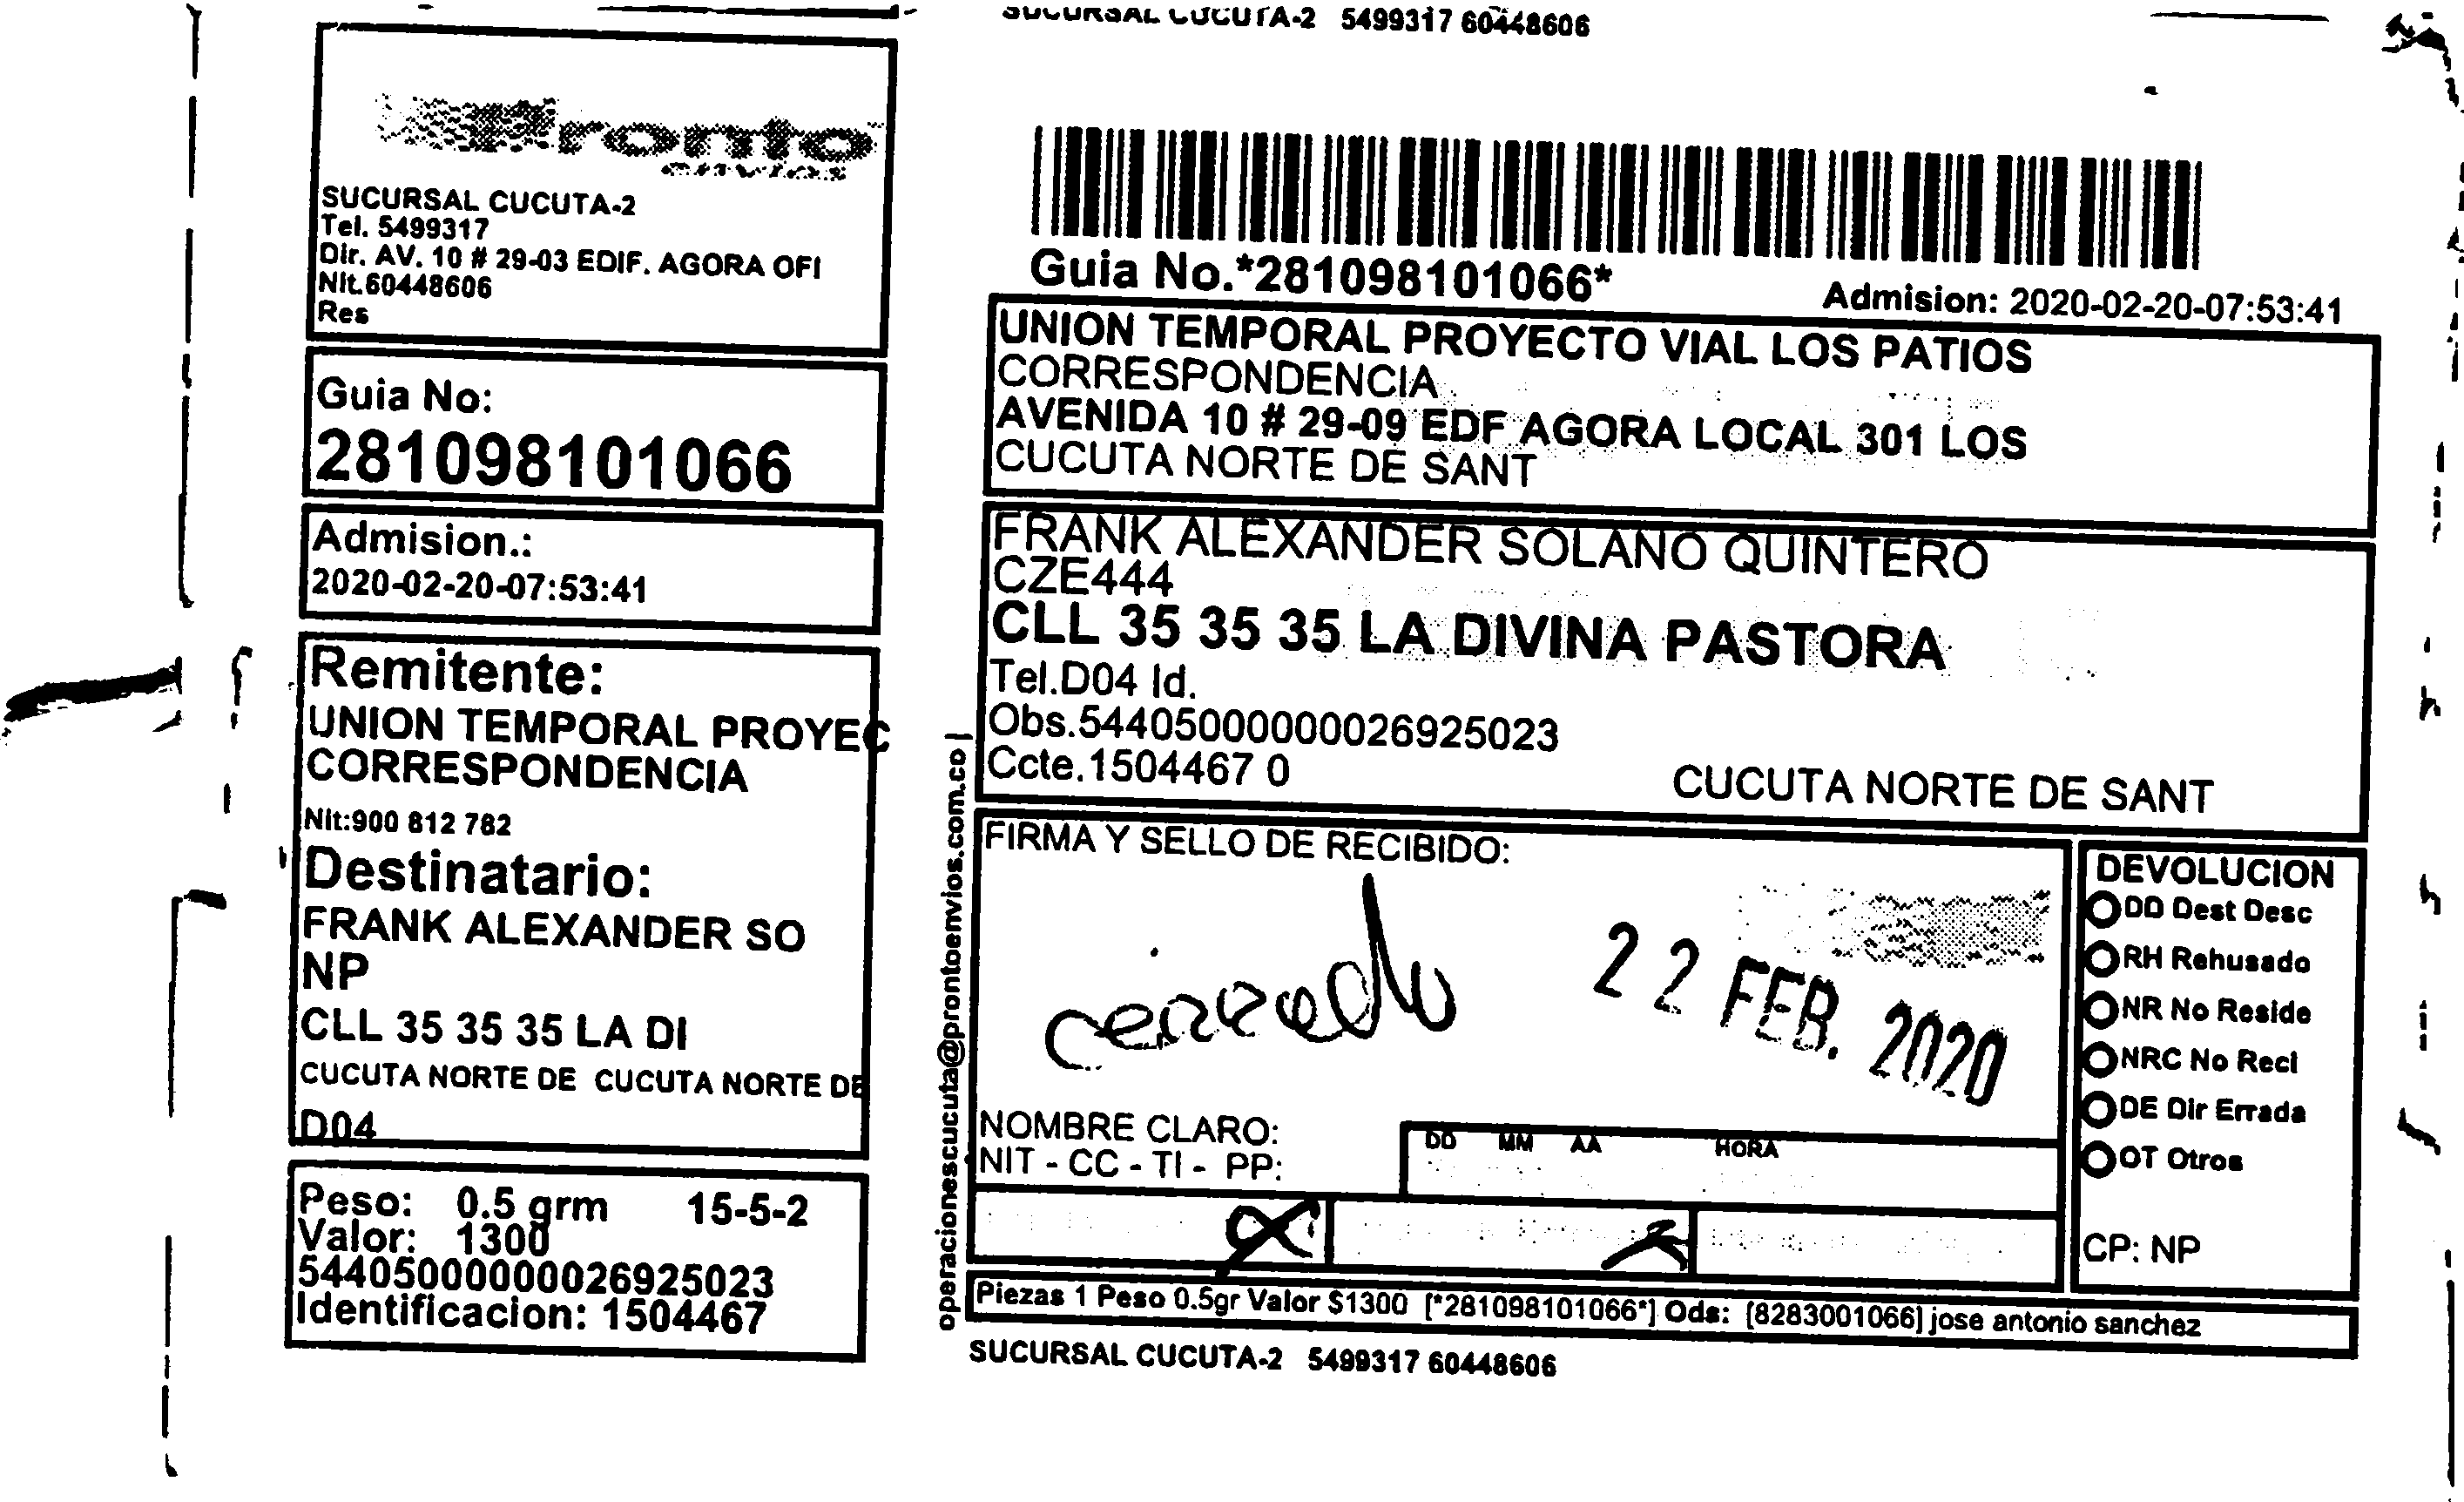 SUCURSAL CUCUTA-2 5499317 60448606
Pronto
envios
SUCURSAL CUCUTA-2
Tel. 5499317
Dir. AV. 10 # 29-03 EDIF. AGORA OFI
Nit.60448606
Res
Guia No:
281098101066
Admision.:
2020-02-20-07:53:41
Remitente:
UNION TEMPORAL PROYEC
CORRESPONDENCIA
Nit:900 812 782
Destinatario:
FRANK ALEXANDER SO
NP
CLL 35 35 35 LA DI
CUCUTA NORTE DE CUCUTA NORTE DE
D04
Peso: 0.5 grm 15-5-2
Valor: 1300
544050000000026925023
Identificacion: 1504467
operacionescucuta@prontoenvios.com.co |
Guia No.*281098101066*
Admision: 2020-02-20-07:53:41
UNION TEMPORAL PROYECTO VIAL LOS PATIOS
CORRESPONDENCIA
AVENIDA 10 # 29-09 EDF AGORA LOCAL 301 LOS
CUCUTA NORTE DE SANT
FRANK ALEXANDER SOLANO QUINTERO
CZE444
CLL 35 35 35 LA DIVINA PASTORA
Tel.D04 Id.
Obs.544050000000026925023
Ccte.1504467 0
CUCUTA NORTE DE SANT
FIRMA Y SELLO DE RECIBIDO:
cerrado
22 FEB. 2020
NOMBRE CLARO:
NIT - CC - TI - PP:
DD MM AA HORA
DEVOLUCION
DD Dest Desc
RH Rehusado
NR No Reside
NRC No Recl
DE Dir Errada
OT Otros
CP: NP
Piezas 1 Peso 0.5gr Valor $1300 [*281098101066*] Ods: [8283001066] jose antonio sanchez
SUCURSAL CUCUTA-2 5499317 60448606